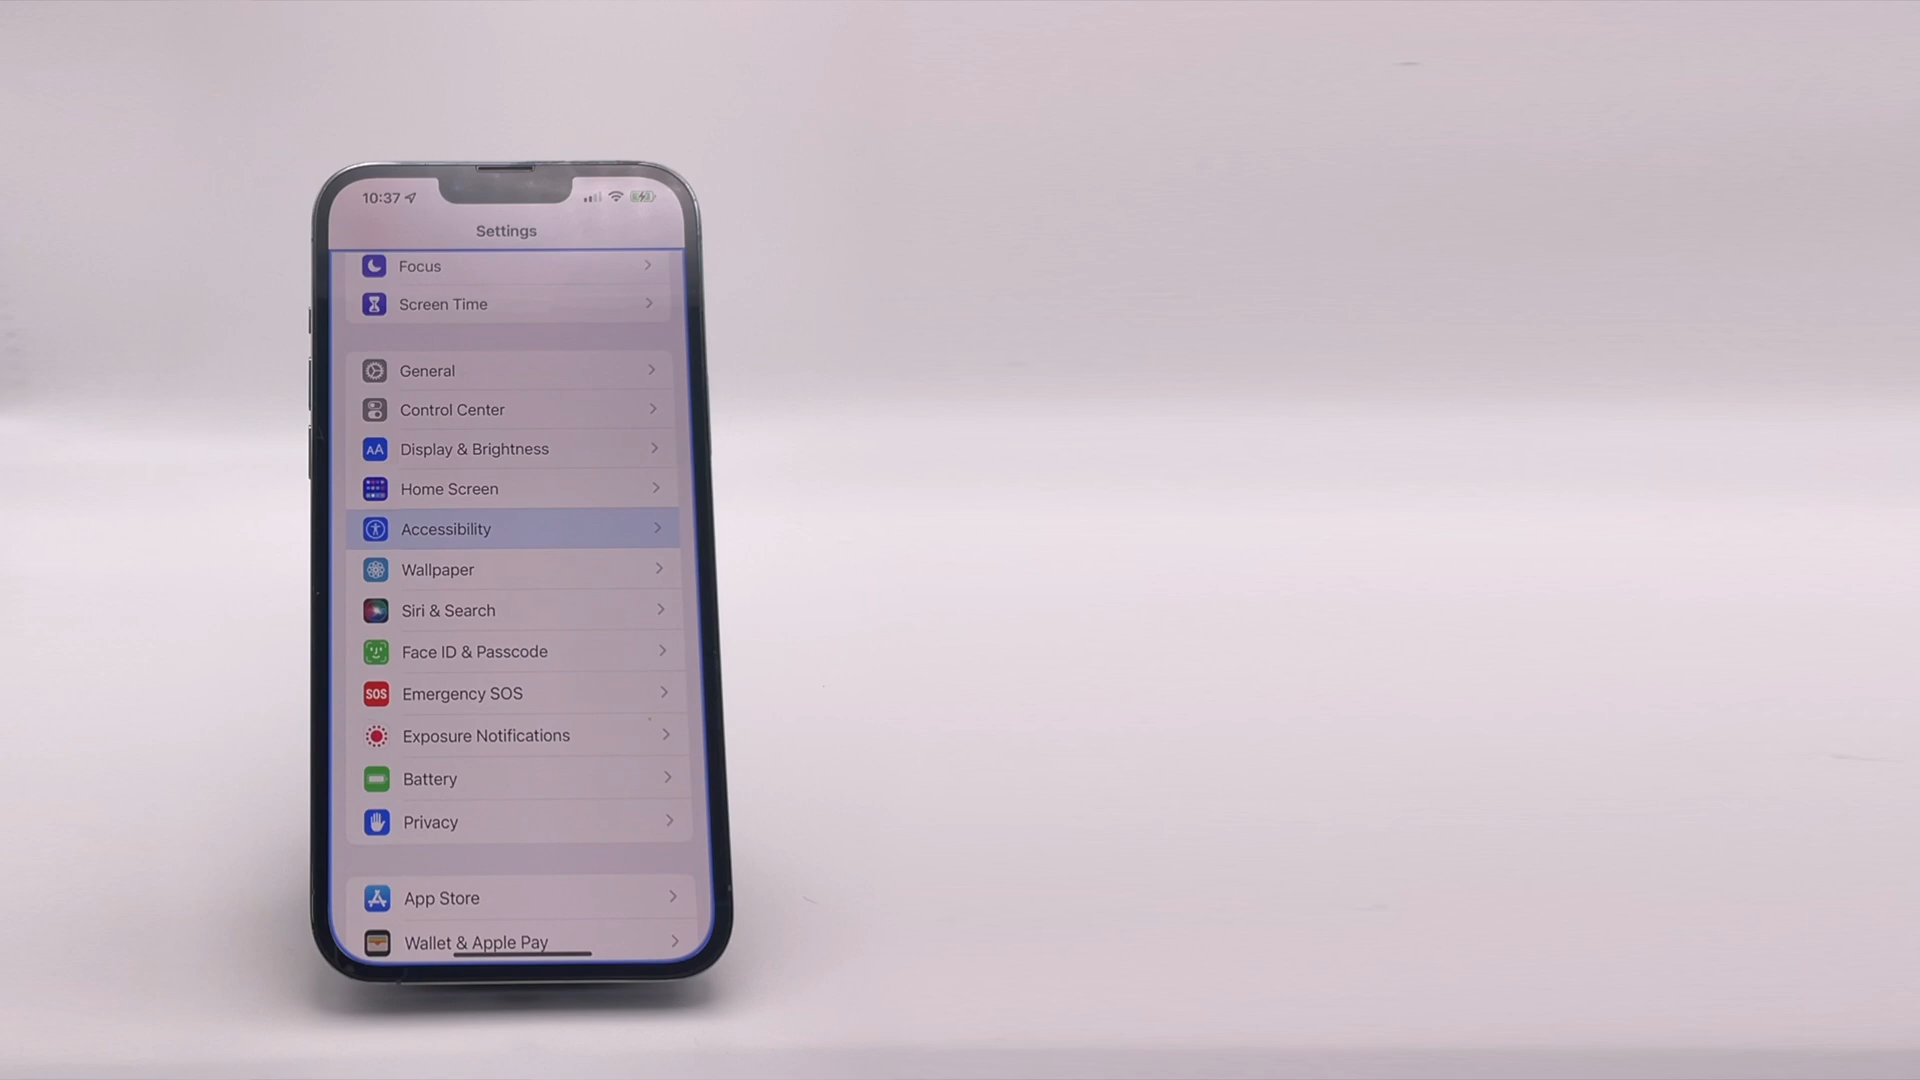 10:37
Settings
Focus
Screen Time
General
Control Center
AA Display & Brightness
Home Screen
Accessibility
Wallpaper
Siri & Search
Face ID & Passcode
SOS Emergency SOS
Exposure Notifications
Battery
Privacy
App Store
Wallet & Apple Pay